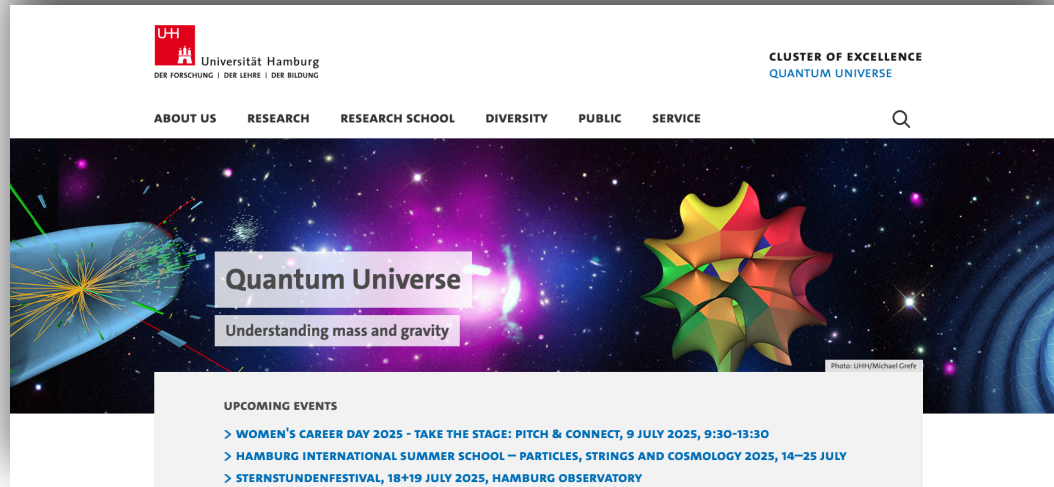 UHH
Universität Hamburg
DER FORSCHUNG | DER LEHRE | DER BILDUNG
CLUSTER OF EXCELLENCE
QUANTUM UNIVERSE
ABOUT US RESEARCH RESEARCH SCHOOL DIVERSITY PUBLIC SERVICE
Quantum Universe
Understanding mass and gravity
Photo: UHH/Michael Grefe
UPCOMING EVENTS
> WOMEN'S CAREER DAY 2025 - TAKE THE STAGE: PITCH & CONNECT, 9 JULY 2025, 9:30-13:30
> HAMBURG INTERNATIONAL SUMMER SCHOOL – PARTICLES, STRINGS AND COSMOLOGY 2025, 14–25 JULY
> STERNSTUNDENFESTIVAL, 18+19 JULY 2025, HAMBURG OBSERVATORY